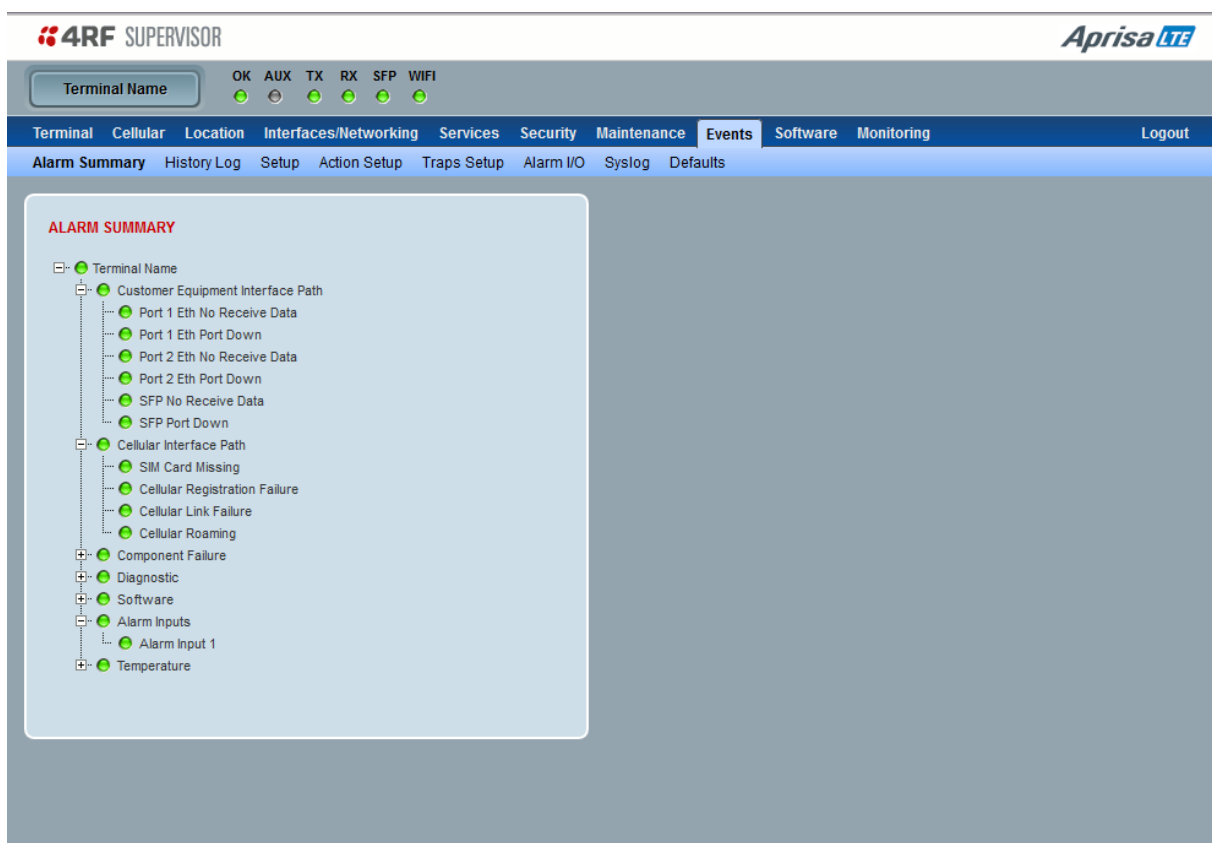 4RF SUPERVISOR
Aprisa LTE
Terminal Name
OK AUX TX RX SFP WIFI
Terminal Cellular Location Interfaces/Networking Services Security Maintenance Events Software Monitoring Logout
Alarm Summary History Log Setup Action Setup Traps Setup Alarm I/O Syslog Defaults
ALARM SUMMARY
Terminal Name
Customer Equipment Interface Path
Port 1 Eth No Receive Data
Port 1 Eth Port Down
Port 2 Eth No Receive Data
Port 2 Eth Port Down
SFP No Receive Data
SFP Port Down
Cellular Interface Path
SIM Card Missing
Cellular Registration Failure
Cellular Link Failure
Cellular Roaming
Component Failure
Diagnostic
Software
Alarm Inputs
Alarm Input 1
Temperature